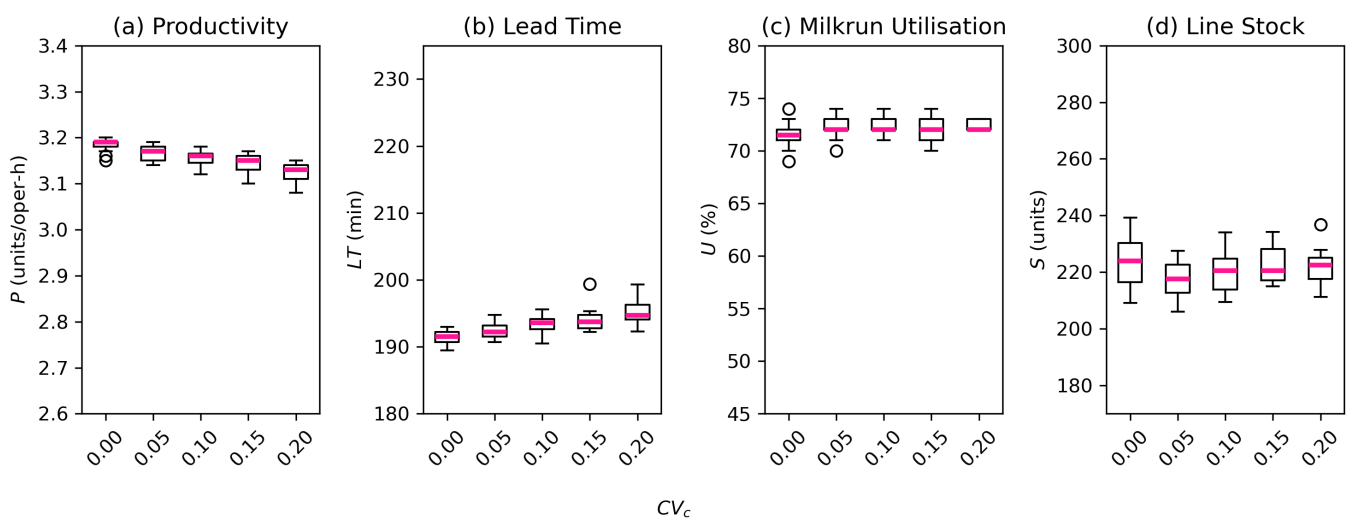 (a) Productivity
P (units/oper-h)
3.4
3.3
3.2
3.1
3.0
2.9
2.8
2.7
2.6
0.00 0.05 0.10 0.15 0.20
(b) Lead Time
LT (min)
230
220
210
200
190
180
0.00 0.05 0.10 0.15 0.20
(c) Milkrun Utilisation
U (%)
80
75
70
65
60
55
50
45
0.00 0.05 0.10 0.15 0.20
(d) Line Stock
S (units)
300
280
260
240
220
200
180
0.00 0.05 0.10 0.15 0.20
CVc